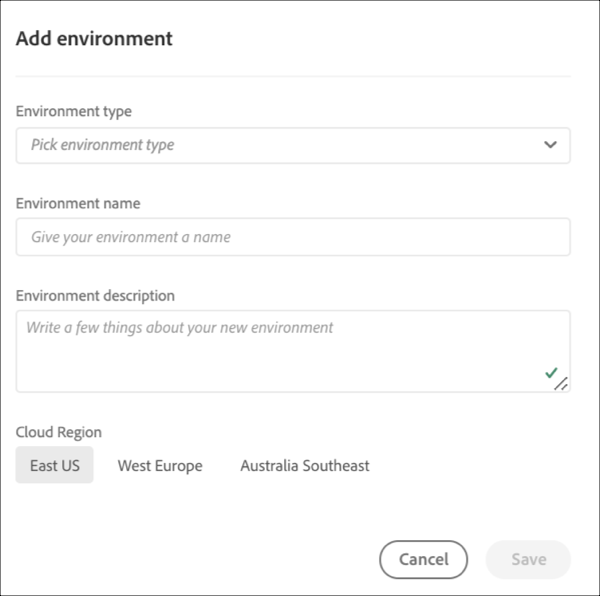 Add environment
Environment type
Pick environment type
Environment name
Give your environment a name
Environment description
Write a few things about your new environment
Cloud Region
East US West Europe Australia Southeast
Cancel Save